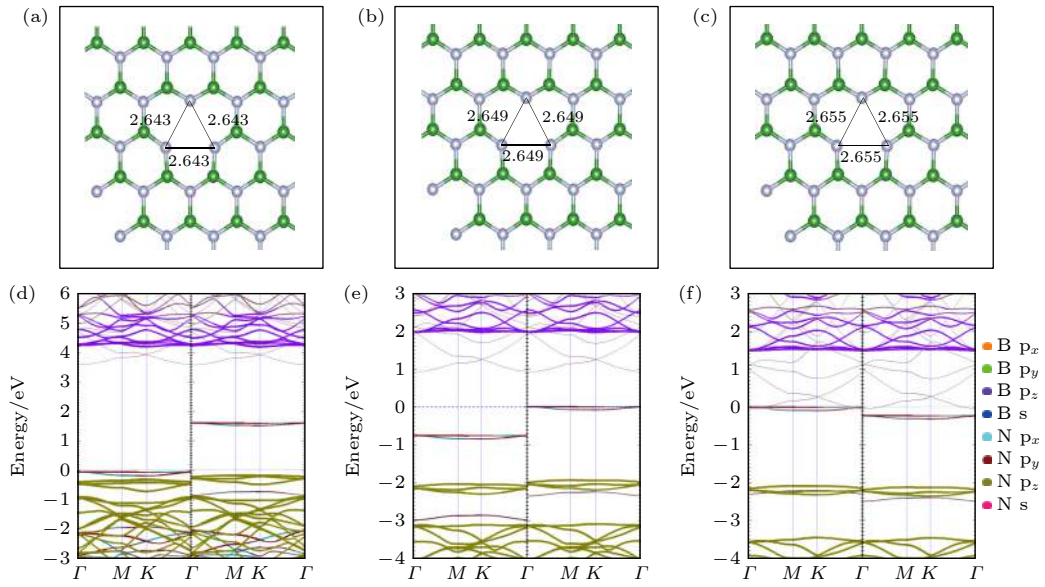 (a)
2.643 2.643
2.643
(b)
2.649 2.649
2.649
(c)
2.655 2.655
2.655
(d)
Energy/eV
6
5
4
3
2
1
0
−1
−2
−3
Γ M K Γ M K Γ
(e)
Energy/eV
3
2
1
0
−1
−2
−3
−4
Γ M K Γ M K Γ
(f)
Energy/eV
3
2
1
0
−1
−2
−3
−4
Γ M K Γ M K Γ
B px
B py
B pz
B s
N px
N py
N pz
N s